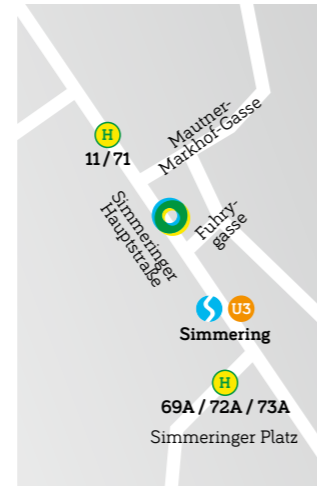 H
11 / 71
Mautner-
Markhof-Gasse
Simmeringer
Hauptstraße
Fuhry-
gasse
U3
Simmering
H
69A / 72A / 73A
Simmeringer Platz